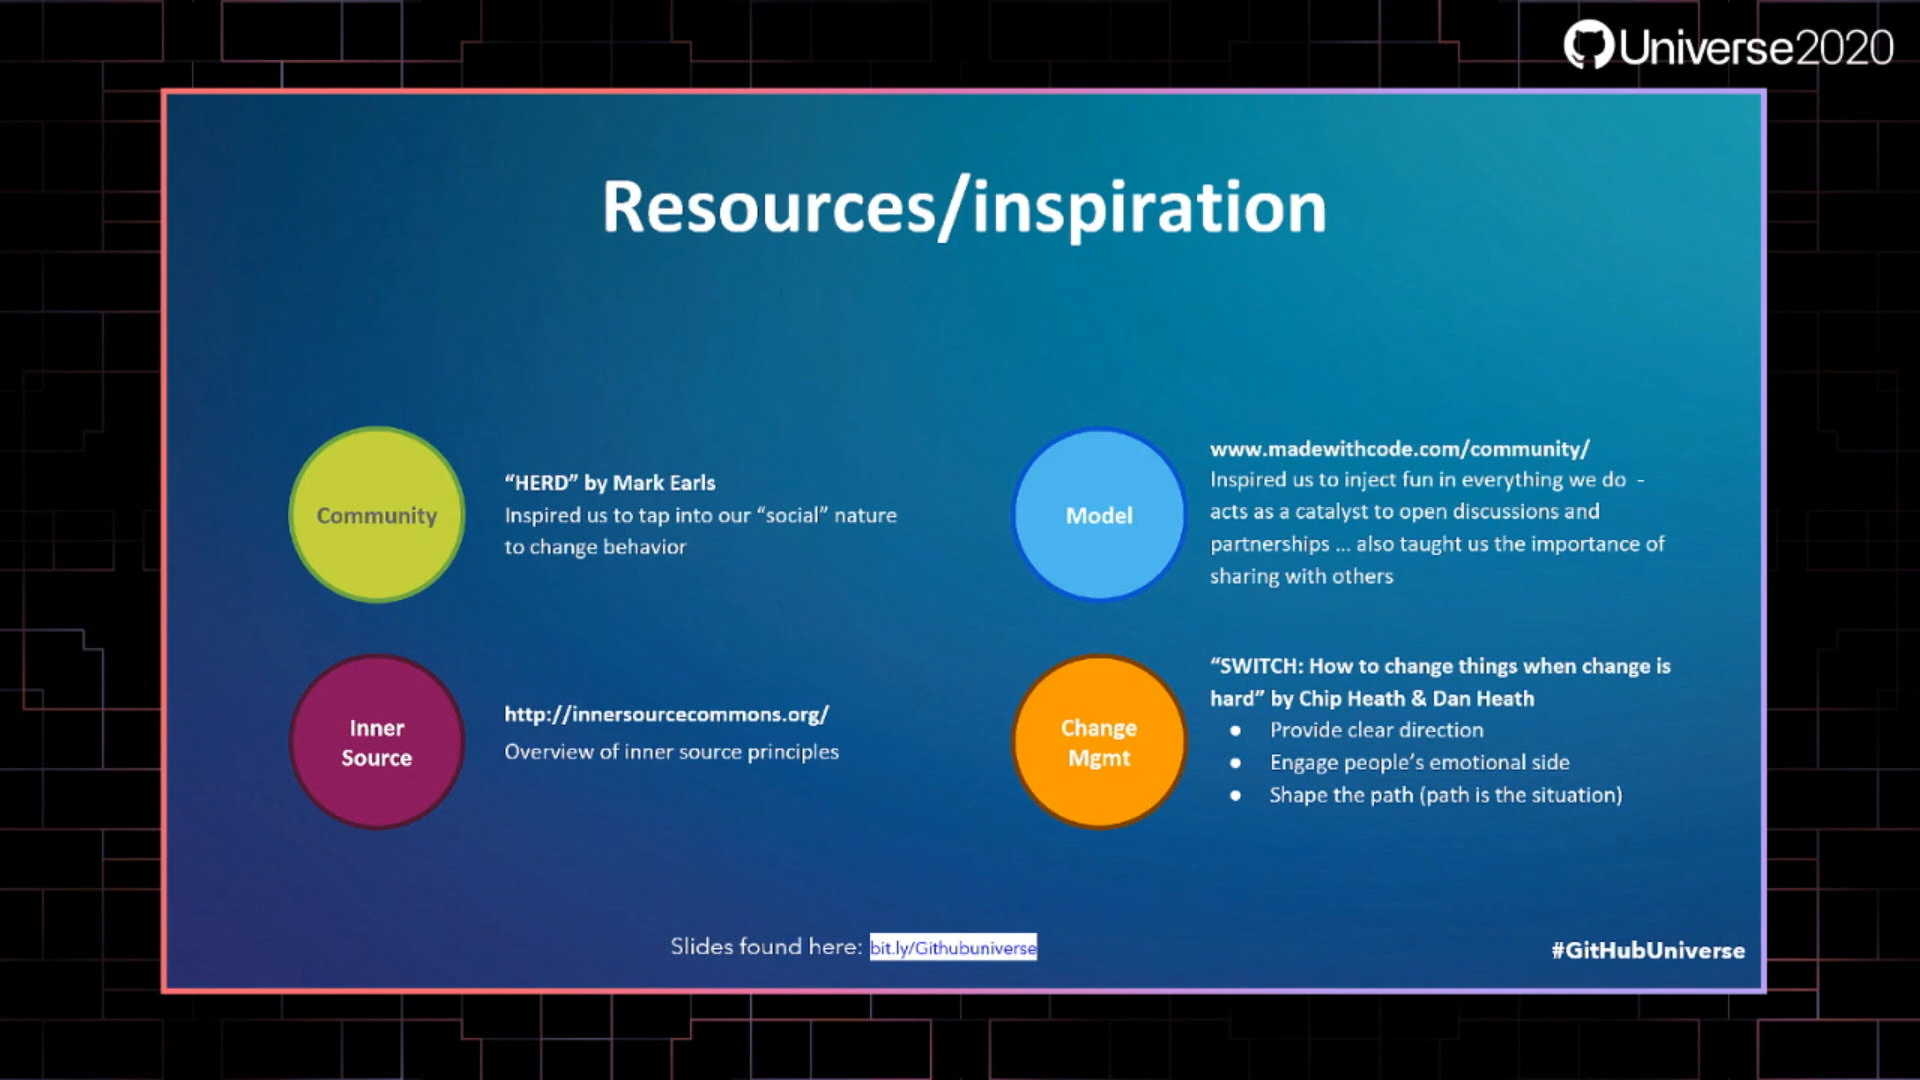 Universe2020
Resources/inspiration
Community
“HERD” by Mark Earls
Inspired us to tap into our “social” nature
to change behavior
Model
www.madewithcode.com/community/
Inspired us to inject fun in everything we do -
acts as a catalyst to open discussions and
partnerships ... also taught us the importance of
sharing with others
Inner
Source
http://innersourcecommons.org/
Overview of inner source principles
Change
Mgmt
“SWITCH: How to change things when change is
hard” by Chip Heath & Dan Heath
● Provide clear direction
● Engage people’s emotional side
● Shape the path (path is the situation)
Slides found here: bit.ly/Githubuniverse
#GitHubUniverse